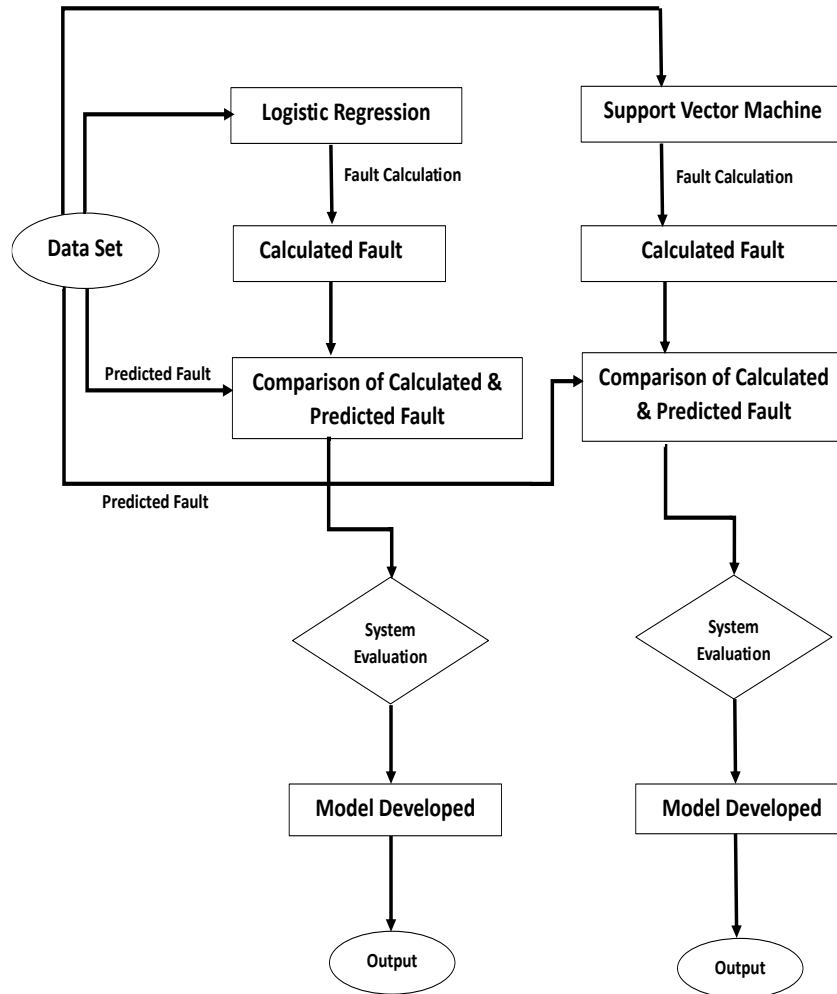 Logistic Regression
Support Vector Machine
Fault Calculation
Fault Calculation
Data Set
Calculated Fault
Calculated Fault
Predicted Fault
Comparison of Calculated &
Predicted Fault
Comparison of Calculated
& Predicted Fault
Predicted Fault
System
Evaluation
System
Evaluation
Model Developed
Model Developed
Output
Output